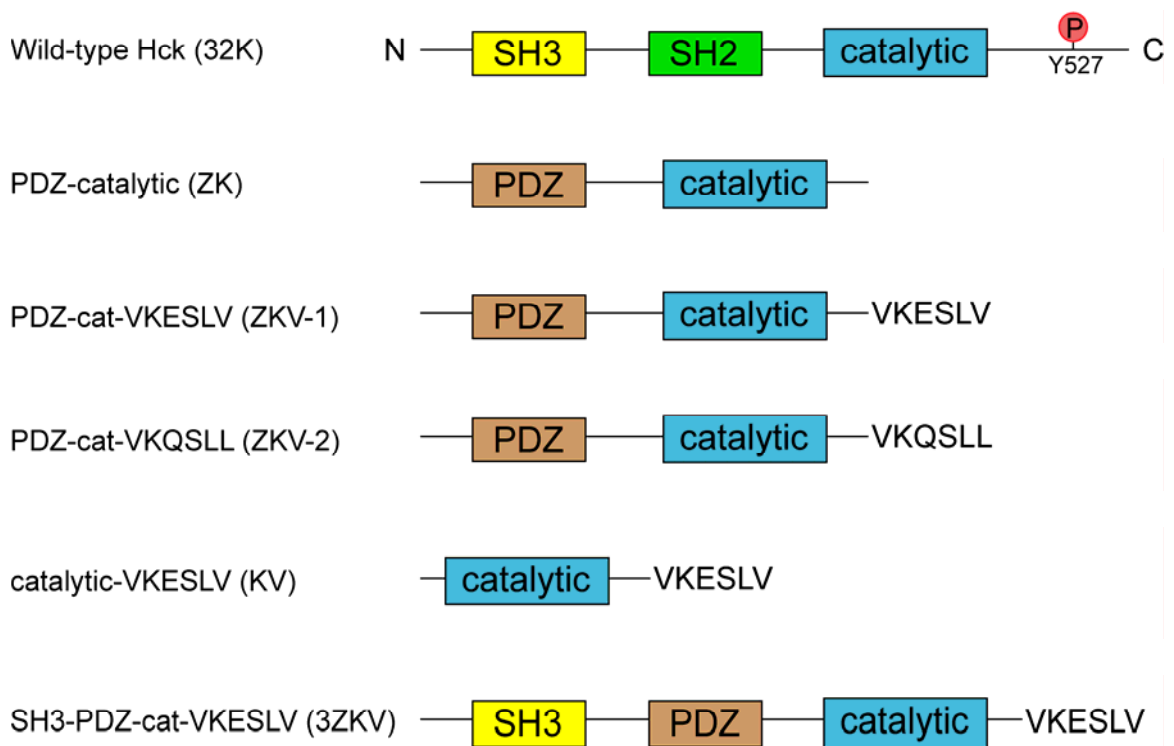 Wild-type Hck (32K) N SH3 SH2 catalytic P Y527 C
PDZ-catalytic (ZK) PDZ catalytic
PDZ-cat-VKESLV (ZKV-1) PDZ catalytic VKESLV
PDZ-cat-VKQSLL (ZKV-2) PDZ catalytic VKQSLL
catalytic-VKESLV (KV) catalytic VKESLV
SH3-PDZ-cat-VKESLV (3ZKV) SH3 PDZ catalytic VKESLV